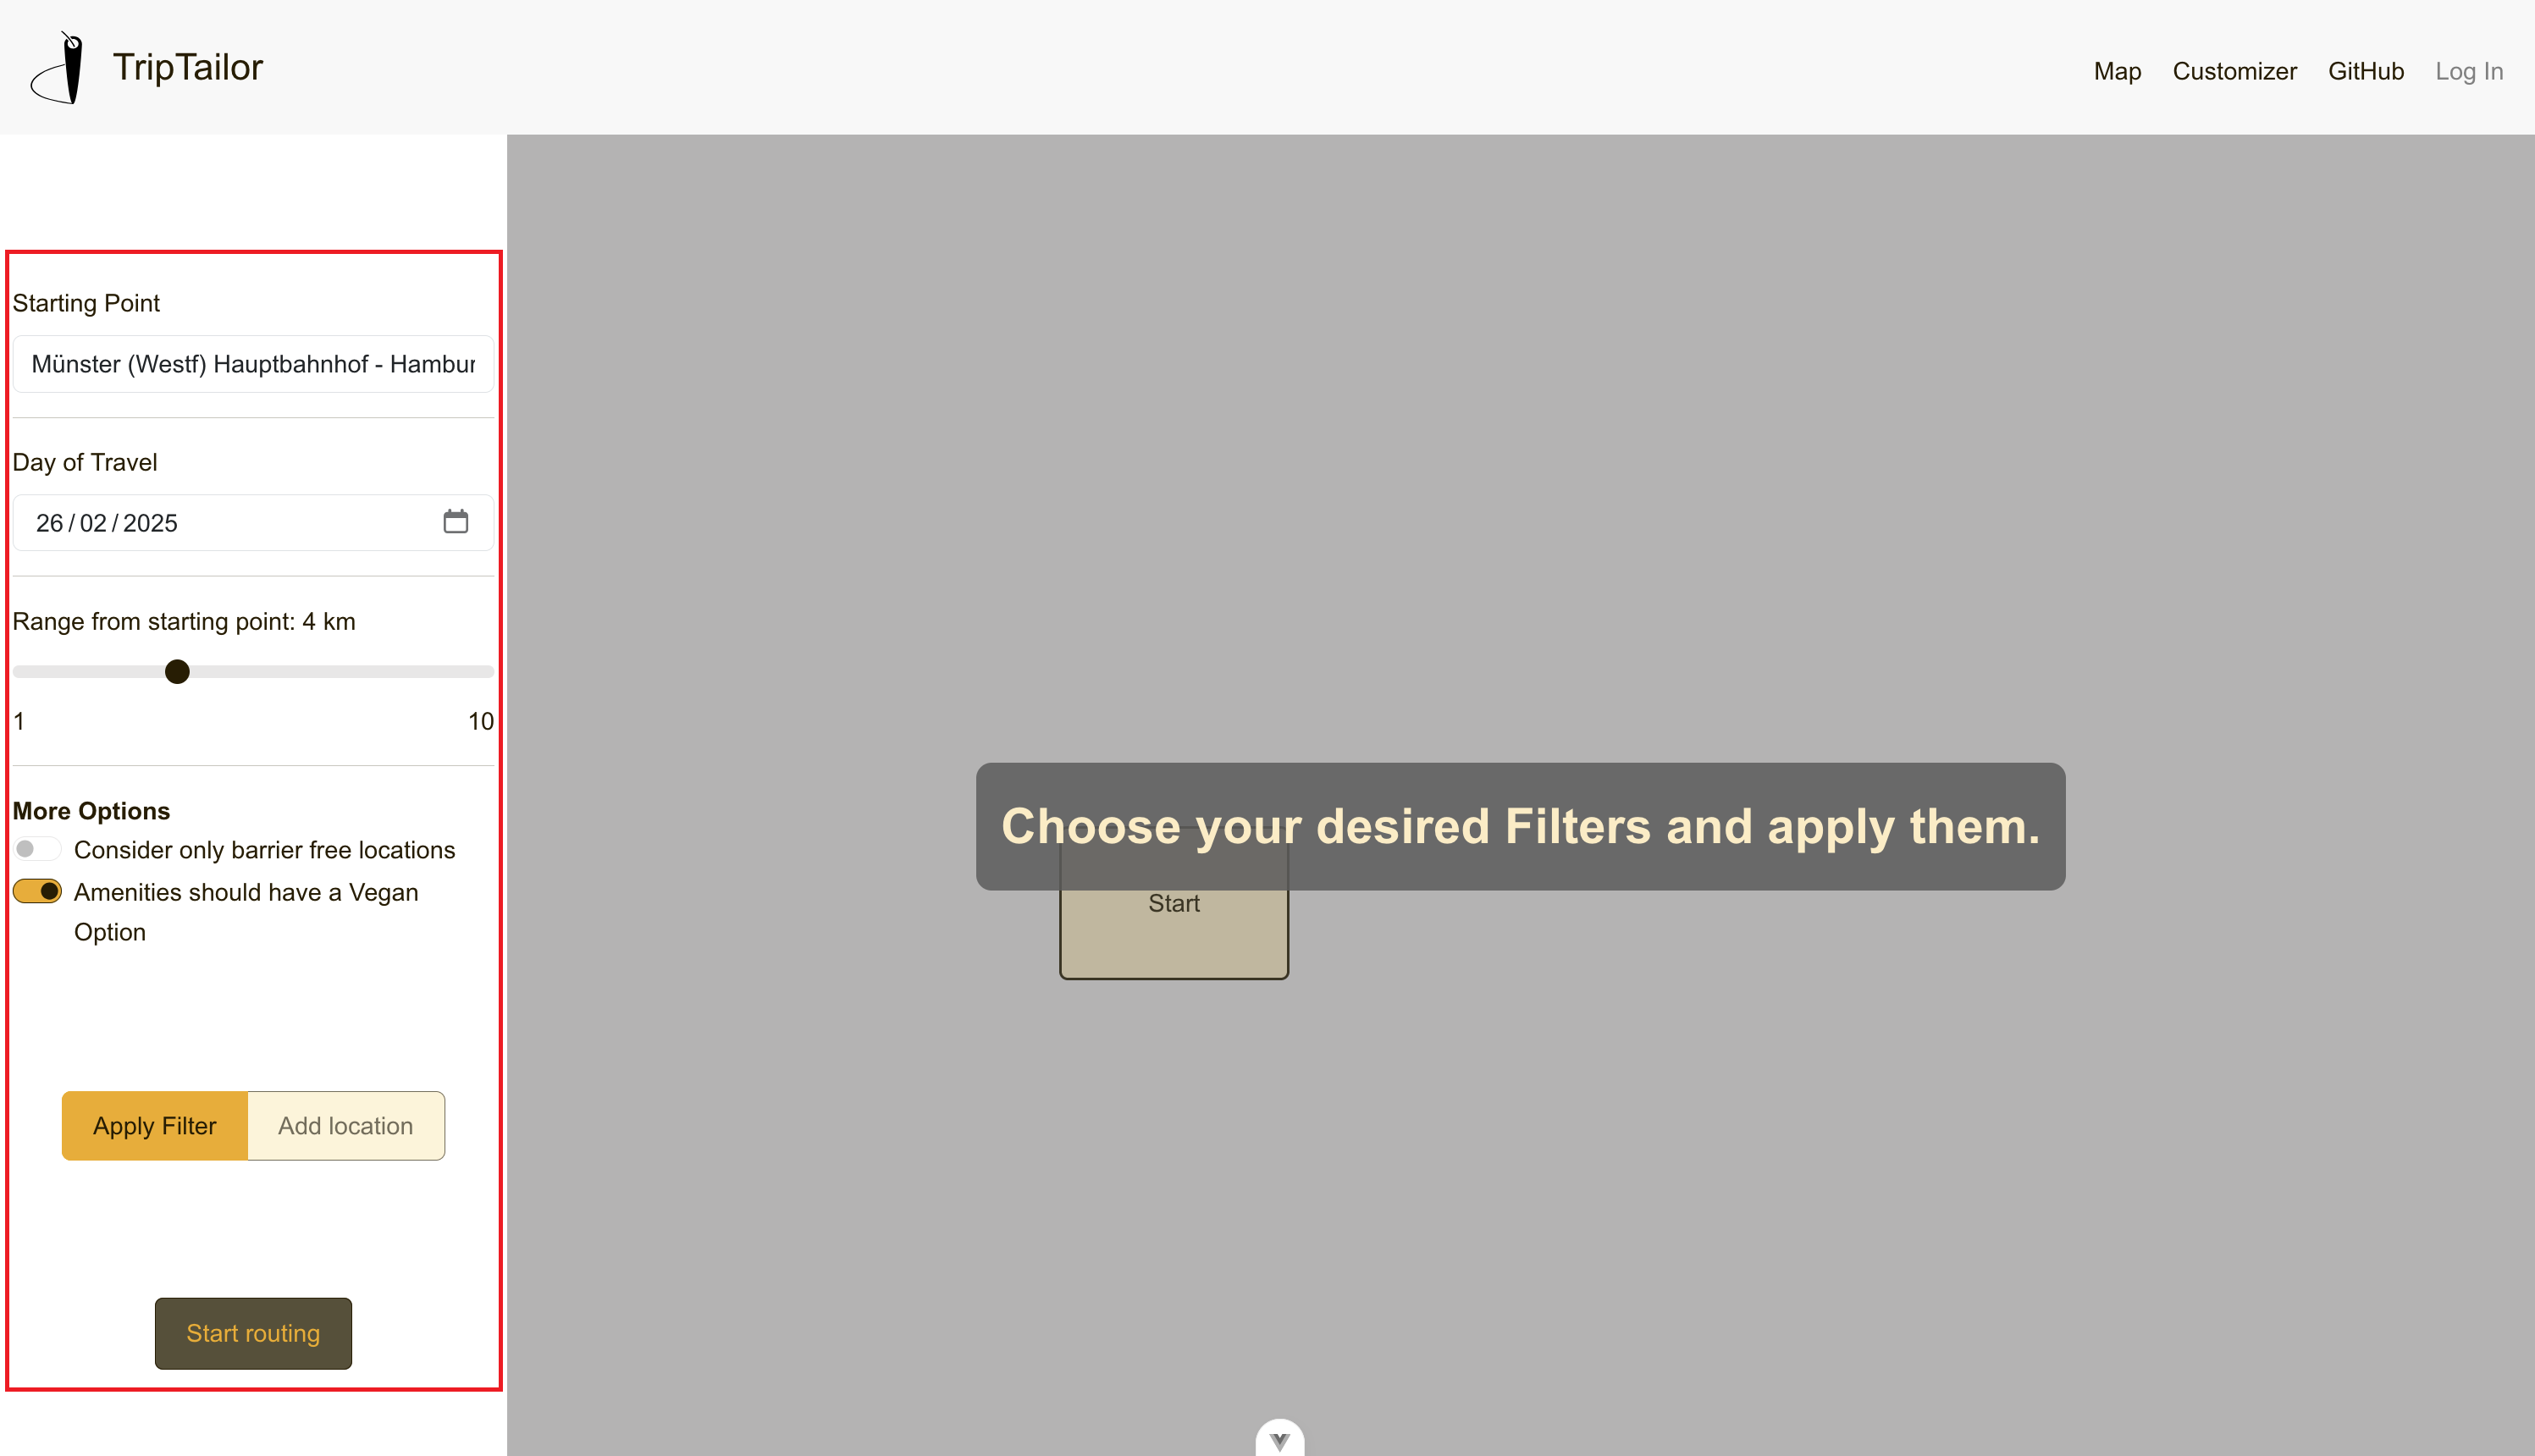 TripTailor
Map Customizer GitHub Log In
Starting Point
Münster (Westf) Hauptbahnhof - Hambur
Day of Travel
26/02/2025
Range from starting point: 4 km
1 10
More Options
Consider only barrier free locations
Amenities should have a Vegan
Option
Choose your desired Filters and apply them.
Start
Apply Filter Add location
Start routing